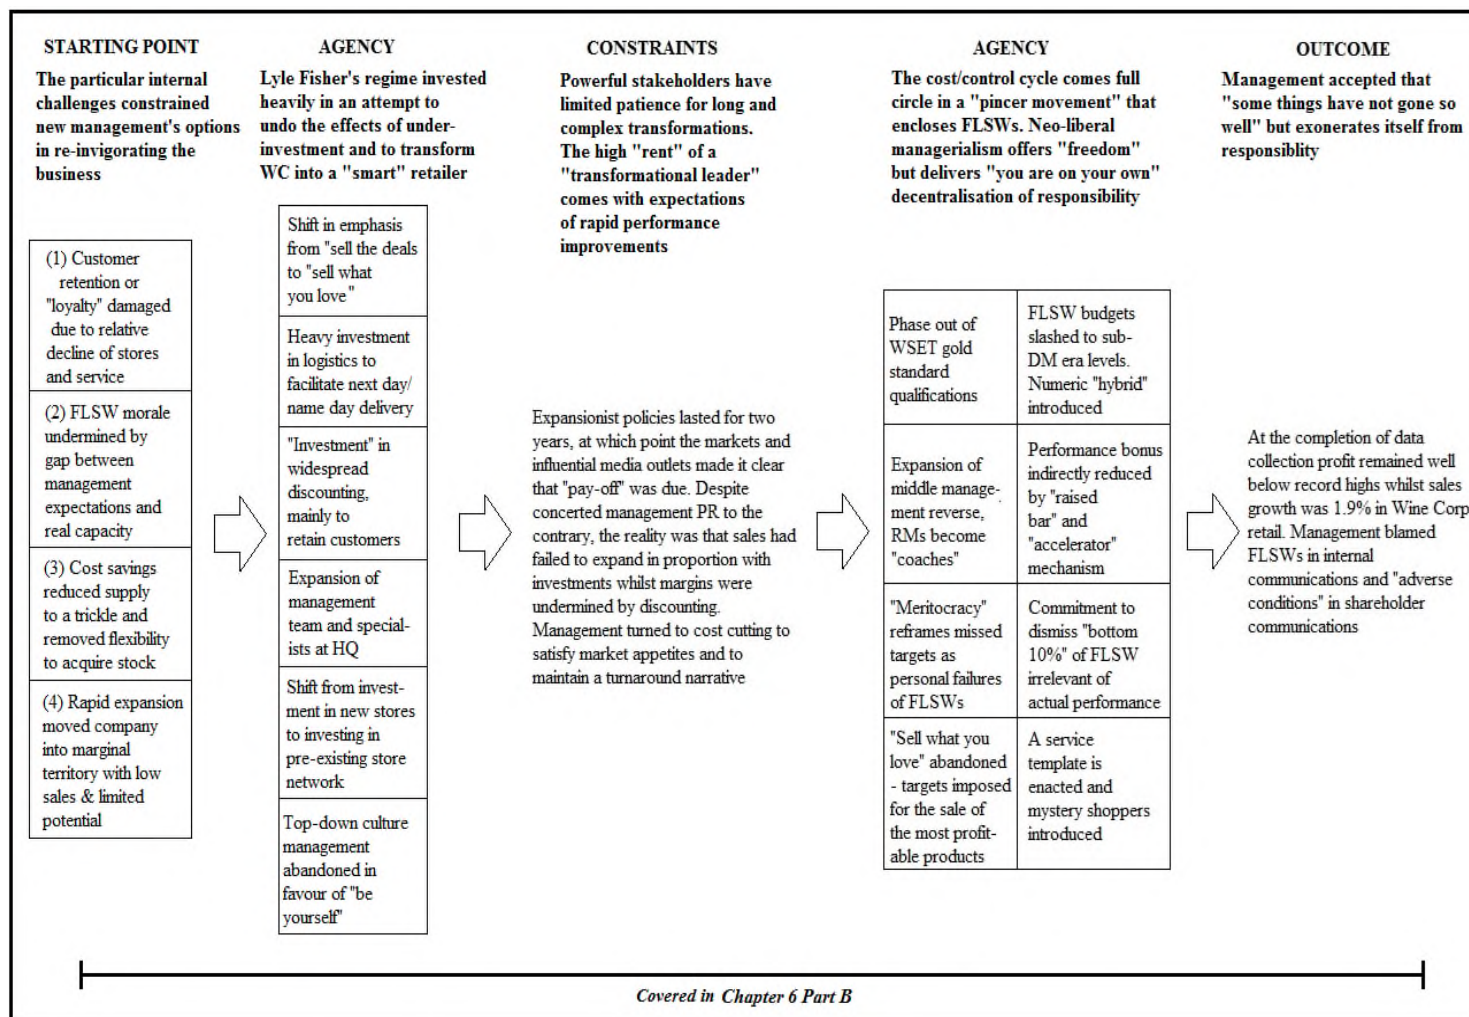 STARTING POINT
The particular internal
challenges constrained
new management's options
in re-invigorating the
business
(1) Customer
retention or
"loyalty" damaged
due to relative
decline of stores
and service
(2) FLSW morale
undermined by
gap between
management
expectations and
real capacity
(3) Cost savings
reduced supply
to a trickle and
removed flexibility
to acquire stock
(4) Rapid expansion
moved company
into marginal
territory with low
sales & limited
potential
AGENCY
Lyle Fisher's regime invested
heavily in an attempt to
undo the effects of under-
investment and to transform
WC into a "smart" retailer
Shift in emphasis
from "sell the deals
to "sell what
you love"
Heavy investment
in logistics to
facilitate next day/
name day delivery
"Investment" in
widespread
discounting,
mainly to
retain customers
Expansion of
management
team and special-
ists at HQ
Shift from invest-
ment in new stores
to investing in
pre-existing store
network
Top-down culture
management
abandoned in
favour of "be
yourself"
CONSTRAINTS
Powerful stakeholders have
limited patience for long and
complex transformations.
The high "rent" of a
"transformational leader"
comes with expectations
of rapid performance
improvements
Expansionist policies lasted for two
years, at which point the markets and
influential media outlets made it clear
that "pay-off" was due. Despite
concerted management PR to the
contrary, the reality was that sales had
failed to expand in proportion with
investments whilst margins were
undermined by discounting.
Management turned to cost cutting to
satisfy market appetites and to
maintain a turnaround narrative
AGENCY
The cost/control cycle comes full
circle in a "pincer movement" that
encloses FLSWs. Neo-liberal
managerialism offers "freedom"
but delivers "you are on your own"
decentralisation of responsibility
Phase out of
WSET gold
standard
qualifications
FLSW budgets
slashed to sub-
DM era levels.
Numeric "hybrid"
introduced
Expansion of
middle manage-
ment reverse,
RMs become
"coaches"
Performance bonus
indirectly reduced
by "raised
bar" and
"accelerator"
mechanism
"Meritocracy"
reframes missed
targets as
personal failures
of FLSWs
Commitment to
dismiss "bottom
10%" of FLSW
irrelevant of
actual performance
"Sell what you
love" abandoned
- targets imposed
for the sale of
the most profit-
able products
A service
template is
enacted and
mystery shoppers
introduced
OUTCOME
Management accepted that
"some things have not gone so
well" but exonerates itself from
responsiblity
At the completion of data
collection profit remained well
below record highs whilst sales
growth was 1.9% in Wine Corp
retail. Management blamed
FLSWs in internal
communications and "adverse
conditions" in shareholder
communications
Covered in Chapter 6 Part B